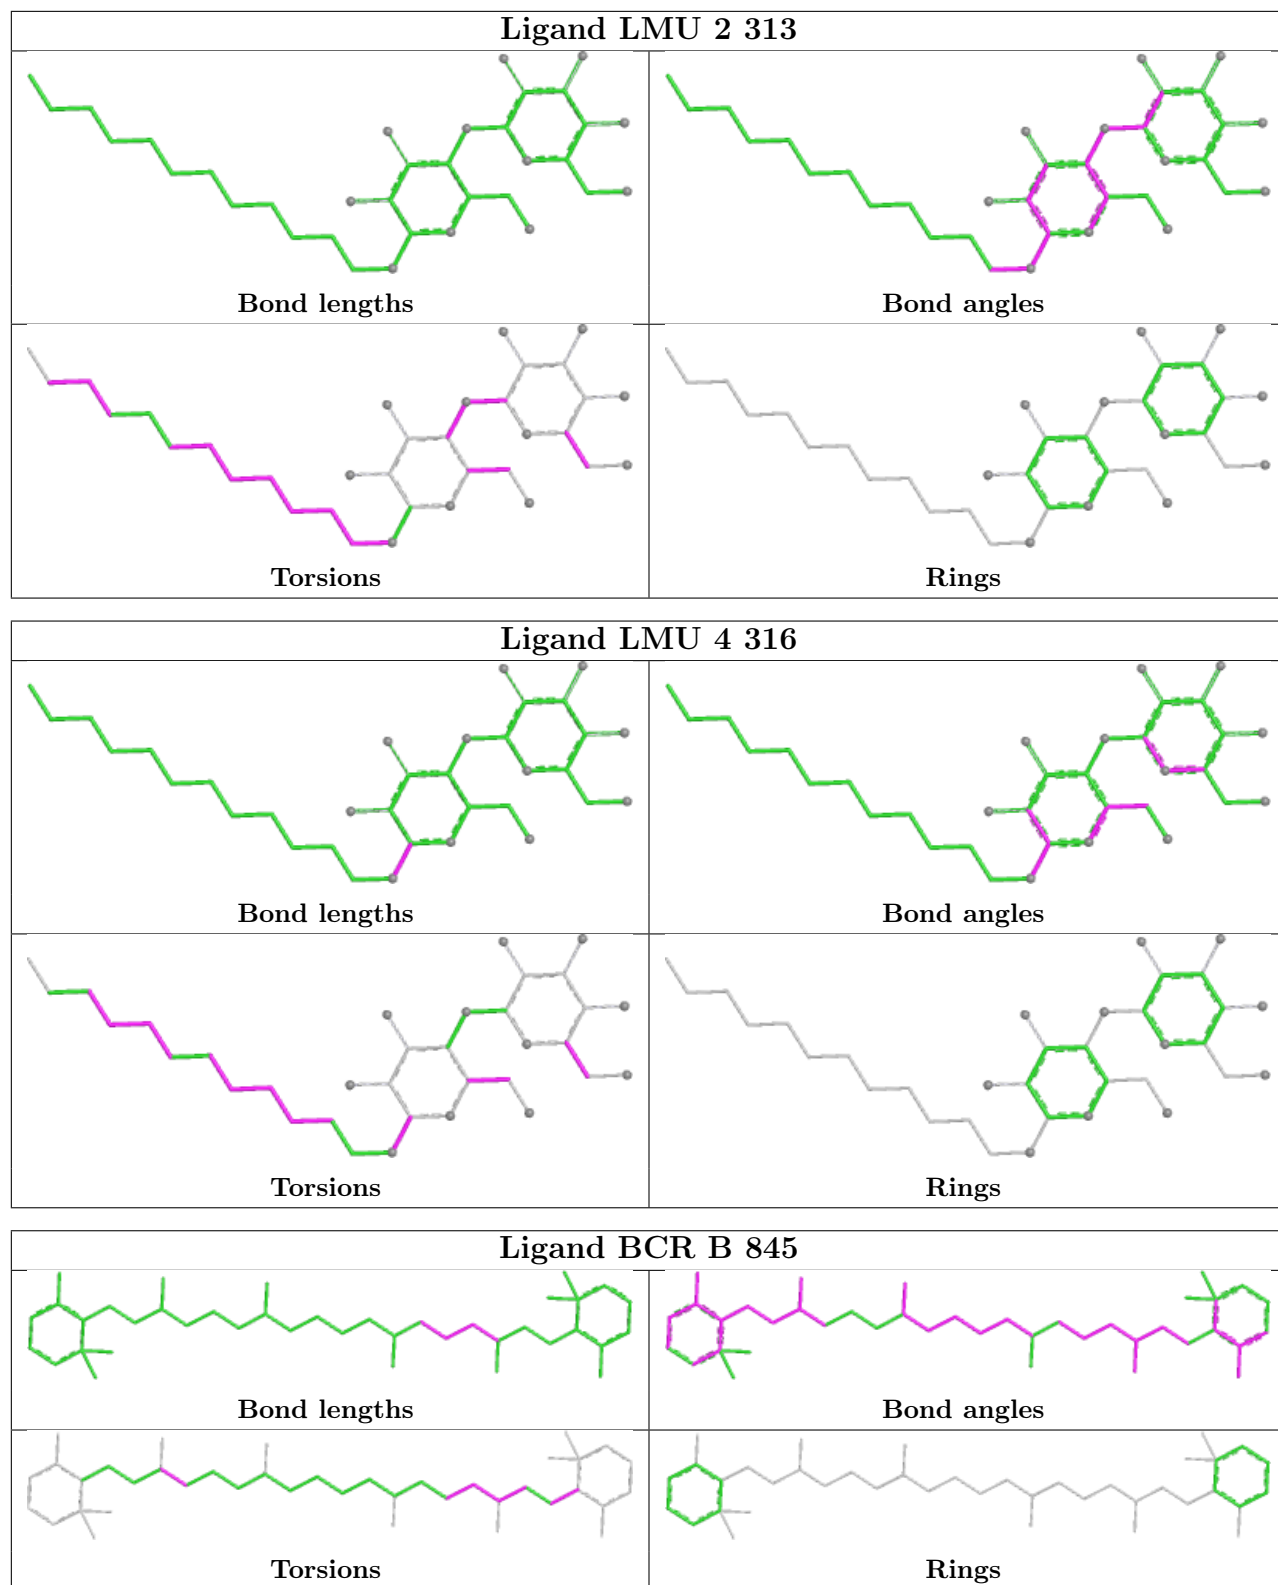 Ligand LMU 2 313
Bond lengths
Bond angles
Torsions
Rings
Ligand LMU 4 316
Bond lengths
Bond angles
Torsions
Rings
Ligand BCR B 845
Bond lengths
Bond angles
Torsions
Rings